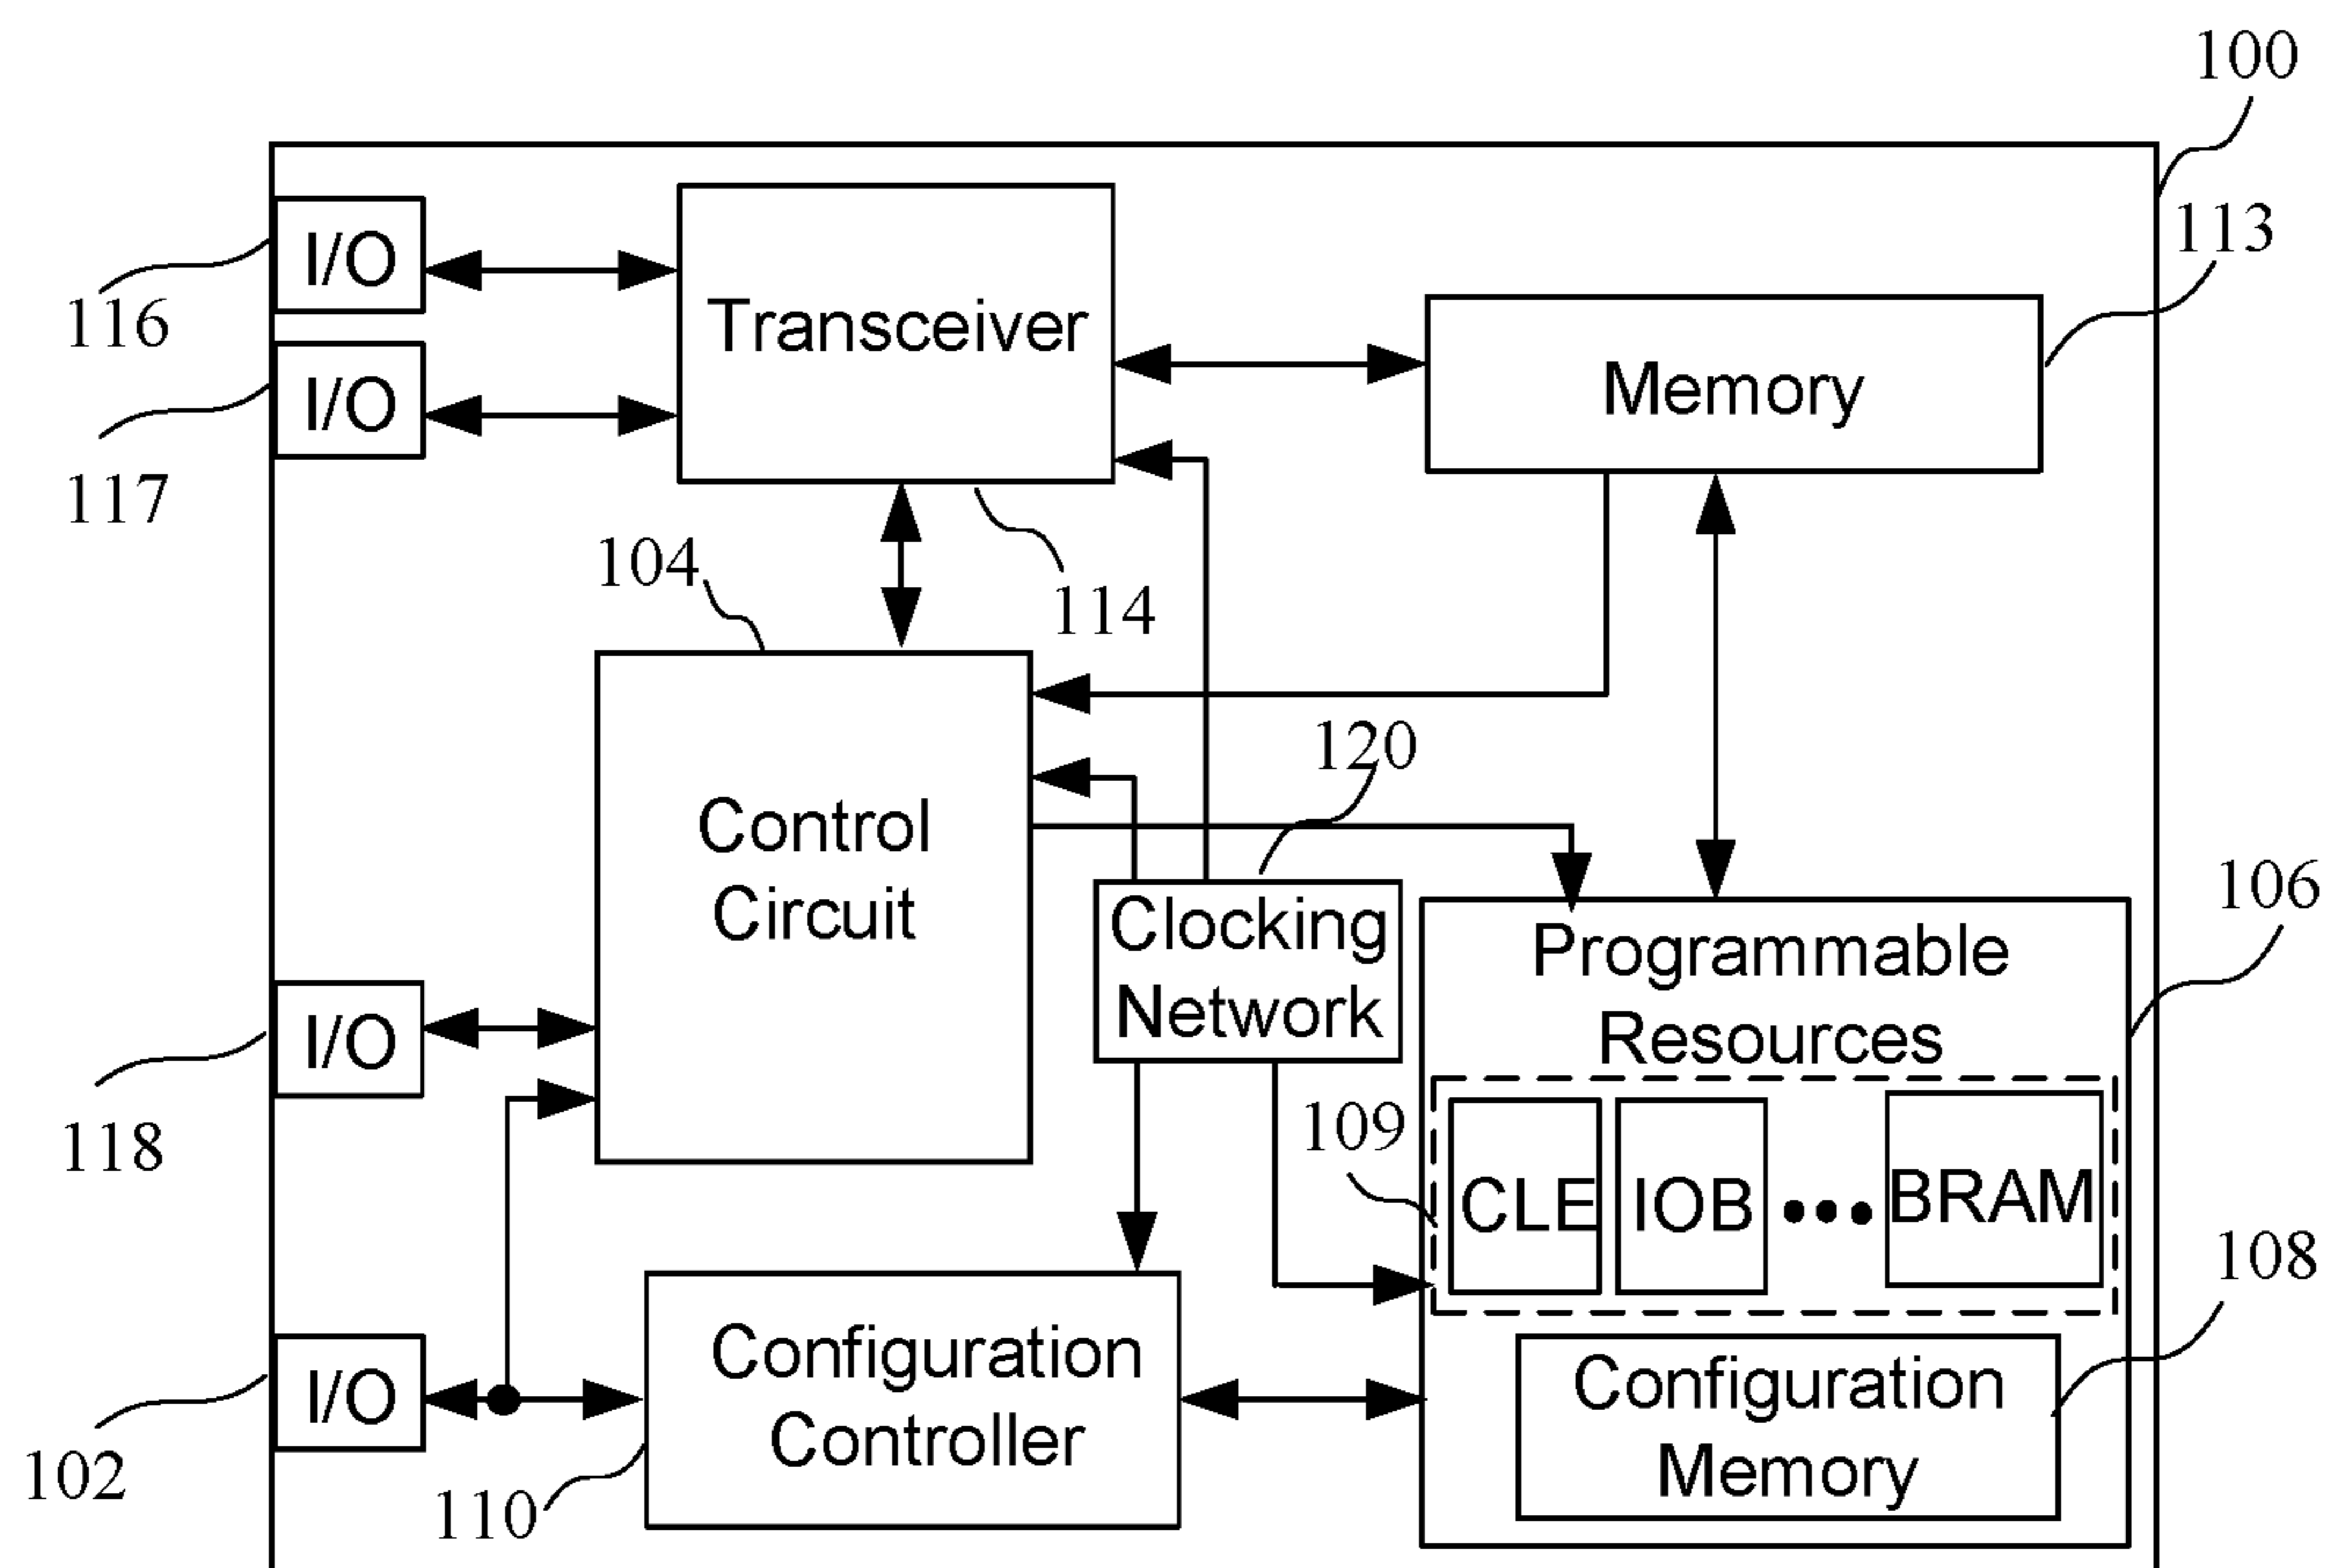 100
I/O
116
I/O
117
Transceiver
114
113
Memory
104
Control
Circuit
120
Clocking
Network
106
Programmable
Resources
109
CLE
IOB
•••
BRAM
108
Configuration
Memory
I/O
118
I/O
102
Configuration
Controller
110